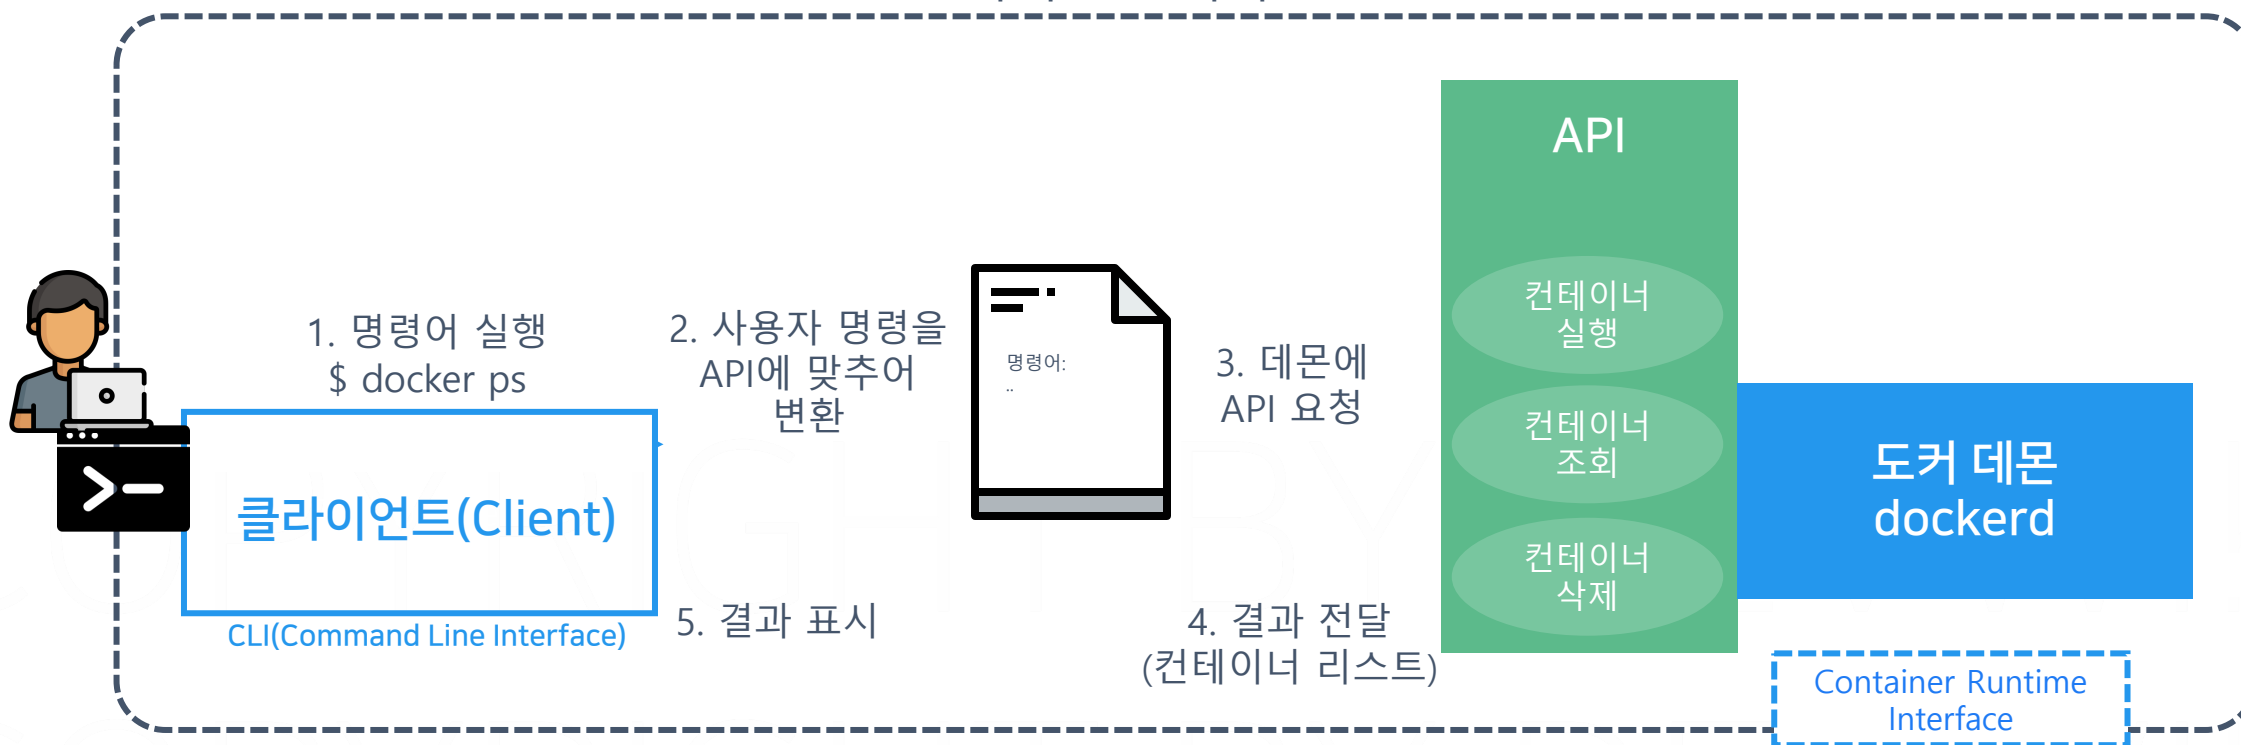 1. 명령어 실행
$ docker ps
클라이언트(Client)
CLI(Command Line Interface)
2. 사용자 명령을
API에 맞추어
변환
명령어:
..
3. 데몬에
API 요청
API
컨테이너
실행
컨테이너
조회
컨테이너
삭제
도커 데몬
dockerd
4. 결과 전달
(컨테이너 리스트)
5. 결과 표시
Container Runtime
Interface